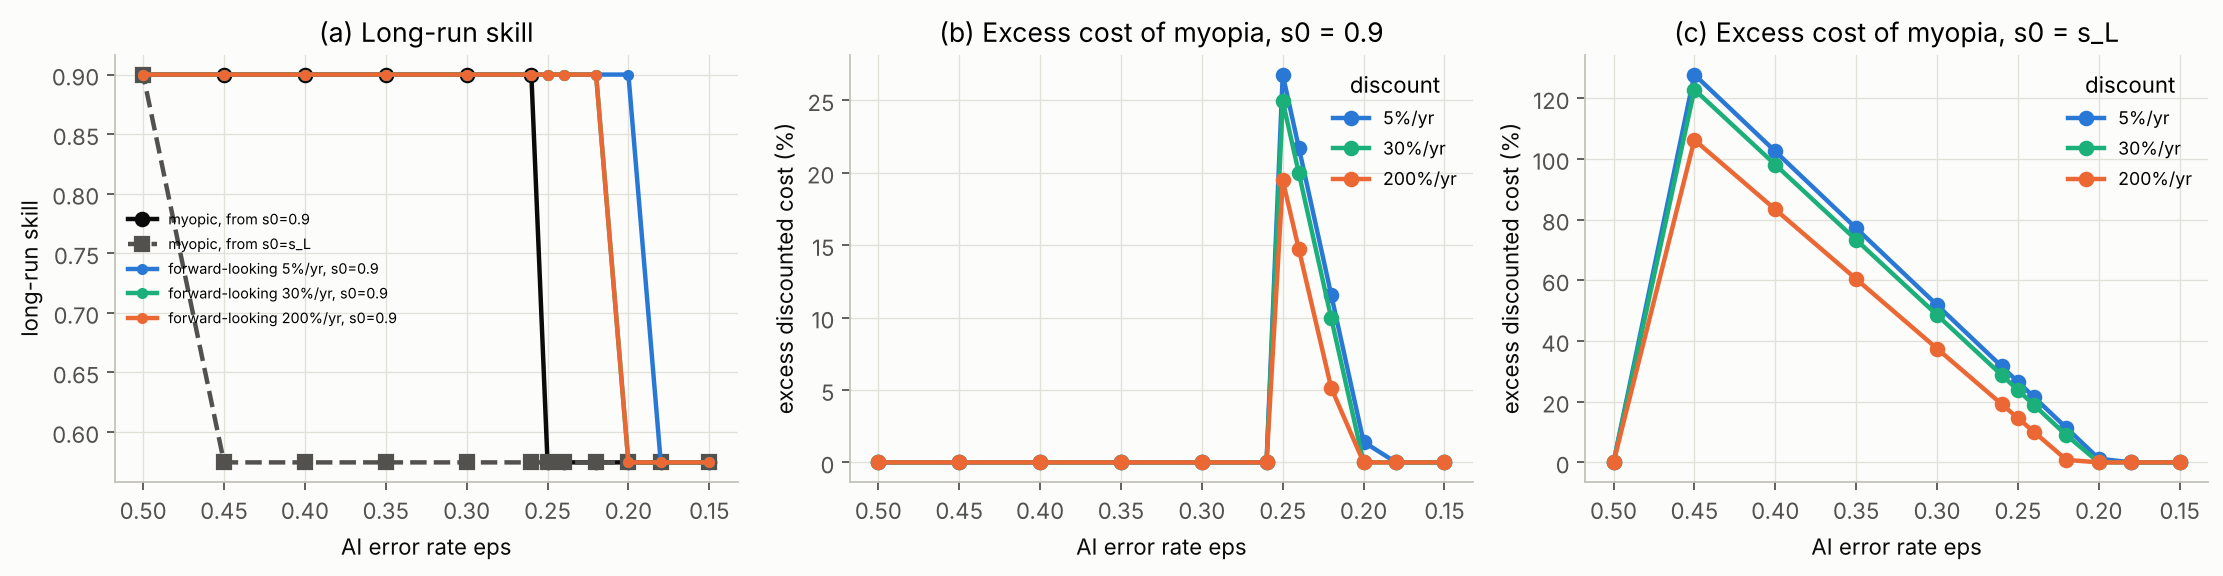 (a) Long-run skill
long-run skill
0.90
0.85
0.80
0.75
0.70
0.65
0.60
myopic, from s0=0.9
myopic, from s0=s_L
forward-looking 5%/yr, s0=0.9
forward-looking 30%/yr, s0=0.9
forward-looking 200%/yr, s0=0.9
0.50 0.45 0.40 0.35 0.30 0.25 0.20 0.15
AI error rate eps
(b) Excess cost of myopia, s0 = 0.9
excess discounted cost (%)
25
20
15
10
5
0
discount
5%/yr
30%/yr
200%/yr
0.50 0.45 0.40 0.35 0.30 0.25 0.20 0.15
AI error rate eps
(c) Excess cost of myopia, s0 = s_L
excess discounted cost (%)
120
100
80
60
40
20
0
discount
5%/yr
30%/yr
200%/yr
0.50 0.45 0.40 0.35 0.30 0.25 0.20 0.15
AI error rate eps